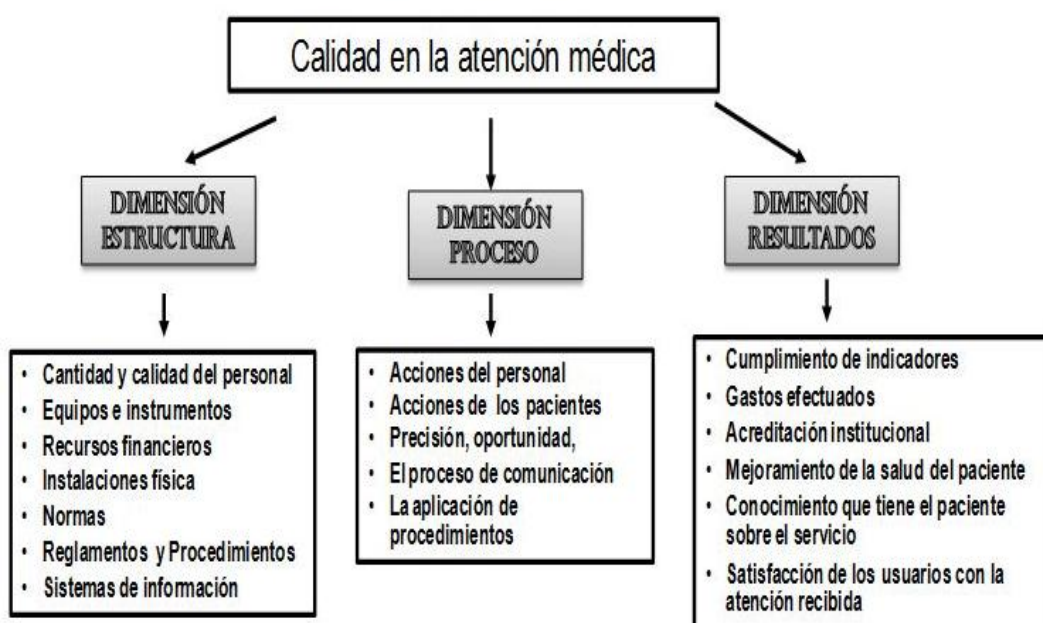 Calidad en la atención médica
DIMENSIÓN
ESTRUCTURA
• Cantidad y calidad del personal
• Equipos e instrumentos
• Recursos financieros
• Instalaciones física
• Normas
• Reglamentos y Procedimientos
• Sistemas de información
DIMENSIÓN
PROCESO
• Acciones del personal
• Acciones de los pacientes
• Precisión, oportunidad,
• El proceso de comunicación
• La aplicación de
procedimientos
DIMENSIÓN
RESULTADOS
• Cumplimiento de indicadores
• Gastos efectuados
• Acreditación institucional
• Mejoramiento de la salud del paciente
• Conocimiento que tiene el paciente
sobre el servicio
• Satisfacción de los usuarios con la
atención recibida